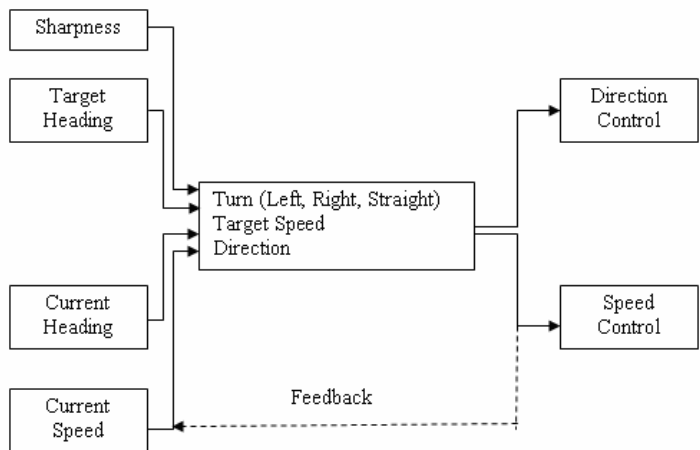 Sharpness
Target
Heading
Current
Heading
Current
Speed
Turn (Left, Right, Straight)
Target Speed
Direction
Feedback
Direction
Control
Speed
Control